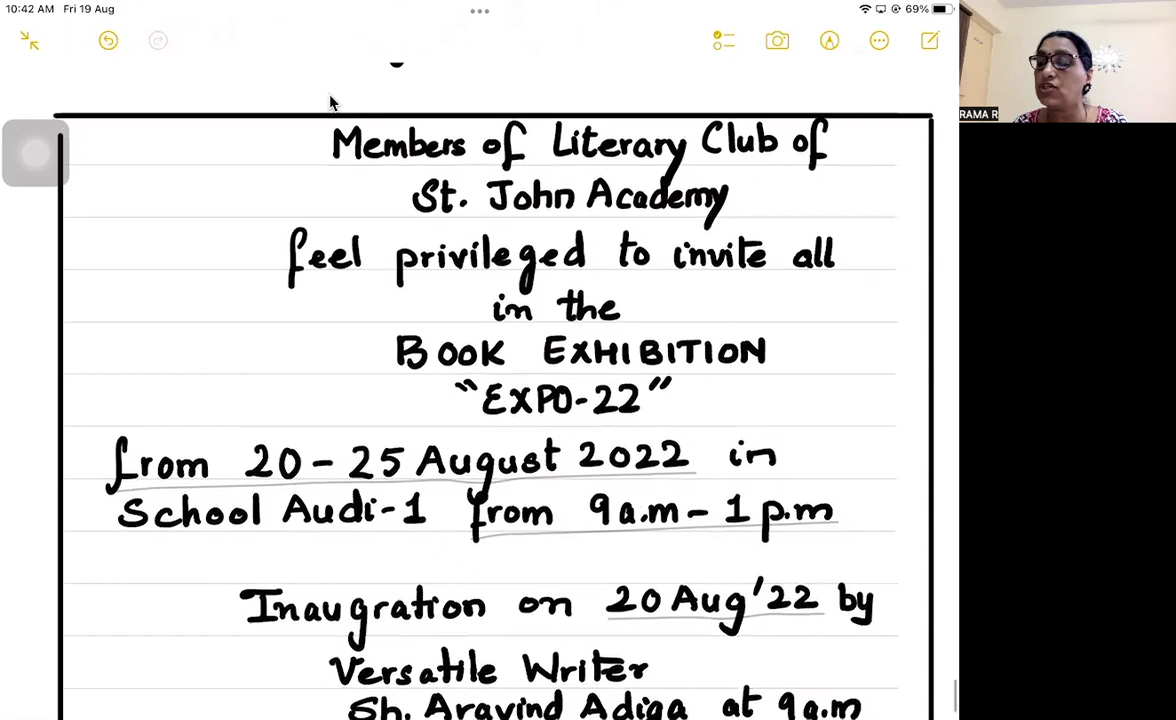 10:42 AM Fri 19 Aug
69%
RAMA R
Members of Literary Club of
St. John Academy
feel privileged to invite all
in the
BOOK EXHIBITION
"EXPO-22"
from 20-25 August 2022 in
School Audi-1 from 9a.m-1p.m
Inaugration on 20 Aug'22 by
Versatile Writer
Sh. Aravind Adiga at 9a.m